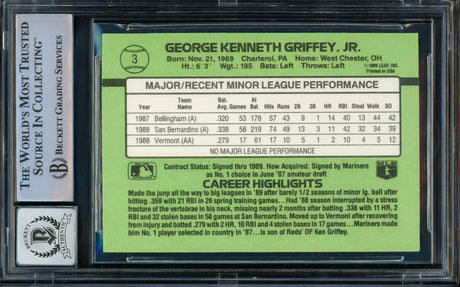 THE WORLD'S MOST TRUSTED
SOURCE IN COLLECTING™
BECKETT GRADING SERVICES
BECKETT
AUTHENTIC
3
GEORGE KENNETH GRIFFEY, JR.
Born: Nov. 21, 1969 Charleroi, PA Home: West Chester, OH
Ht: 6' 3" Wgt: 195 Bats: Left Throws: Left
© 1989 LEAF, INC.
Printed in USA
MAJOR/RECENT MINOR LEAGUE PERFORMANCE
Year Team Name Bat. Avg. Games At Bat Hits Runs 2B 3B HR RBI Steal Walk SO
1987 Bellingham (A) .320 53 178 57 43 9 1 14 40 13 44 42
1988 San Bernardino (A) .338 58 219 74 49 13 3 11 42 32 34 39
1988 Vermont (AA) .279 17 61 17 10 5 1 2 10 4 5 12
NO MAJOR LEAGUE PERFORMANCE
Contract Status: Signed thru 1989. How Acquired: Signed by Mariners
as No. 1 choice in June '87 amateur draft
CAREER HIGHLIGHTS
Made the jump all the way to big leagues in '89 after barely 1/2 seasons of minor lg. ball after
hitting .359 with 21 RBI in 26 spring training games...Had '88 season interrupted by a stress
fracture of the lower back, missing nearly 2 months after batting .338 with 11 HR,
RBI and 32 stolen bases in 58 games at San Bernardino. Moved up to Vermont after recovering
from injury and batted .279 with 2 HR, 10 RBI and 4 stolen bases in 17 games...Mariners
made him No. 1 player selected in country in '87...Is son of Reds' OF Ken Griffey.